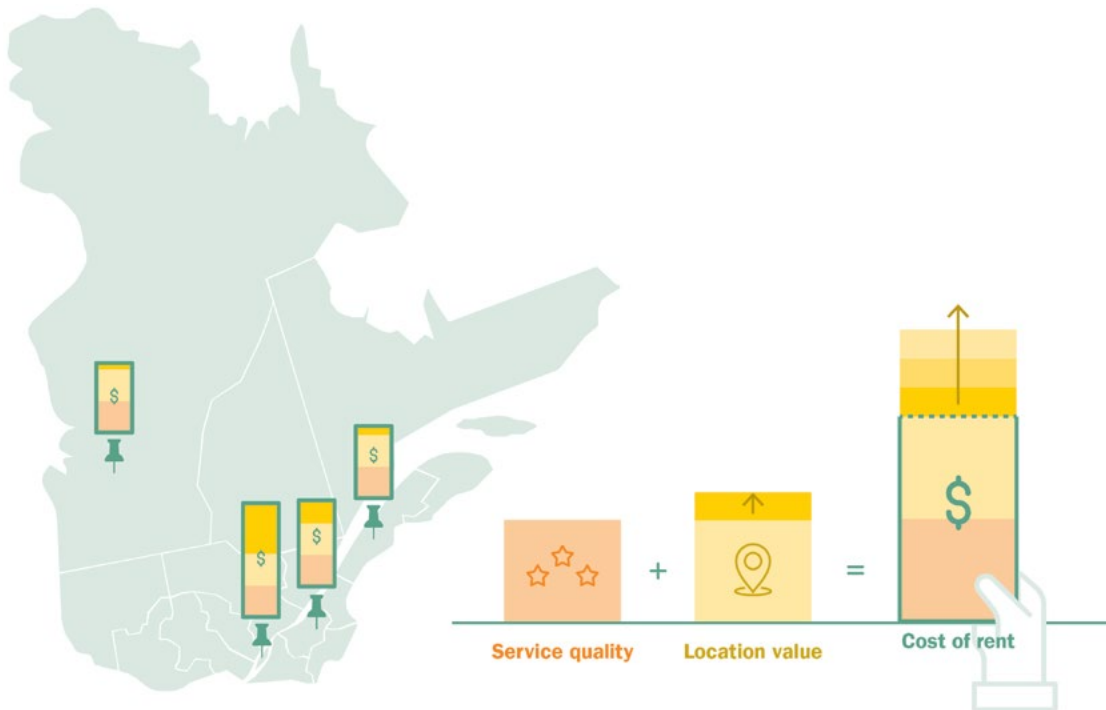 $
$
$
$
$
+
=
Service quality
Location value
Cost of rent